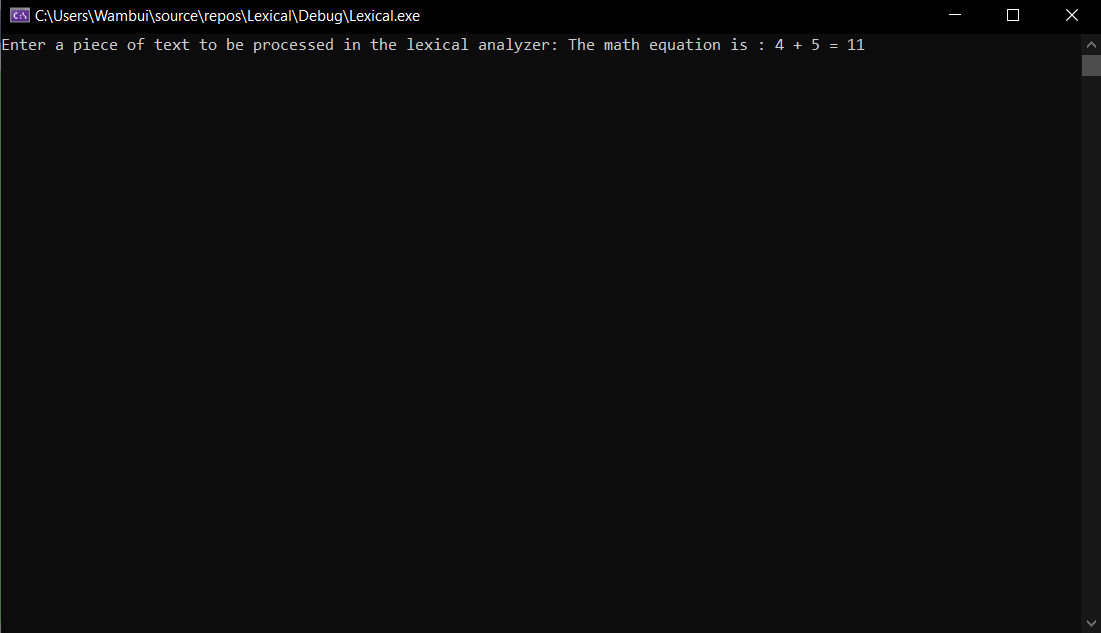 C:\Users\Wambui\source\repos\Lexical\Debug\Lexical.exe
Enter a piece of text to be processed in the lexical analyzer: The math equation is : 4 + 5 = 11